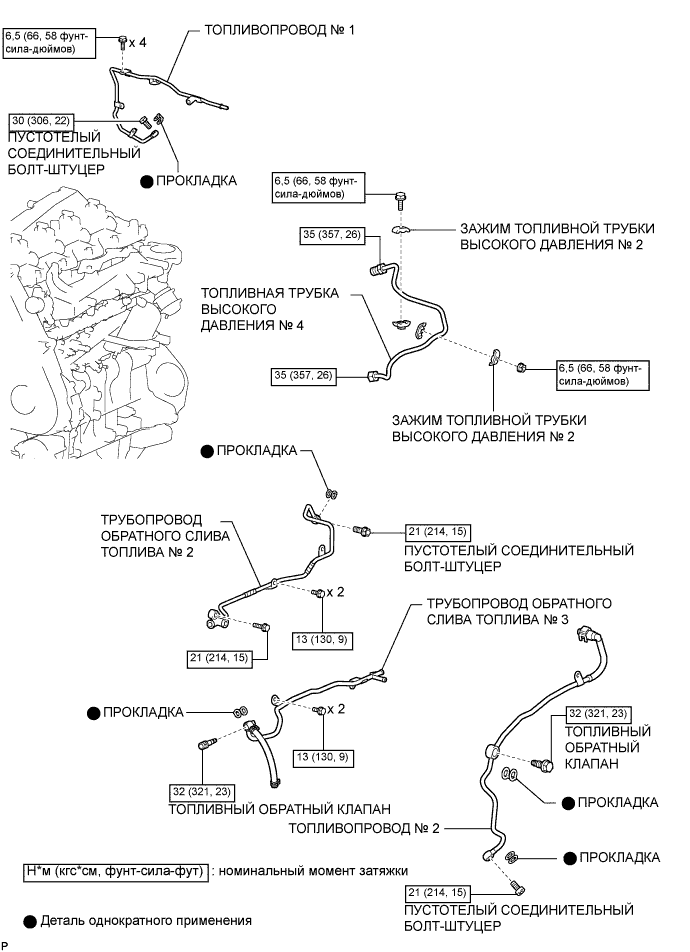 6,5 (66, 58 фунт-
сила-дюймов)
x 4
ТОПЛИВОПРОВОД № 1
30 (306, 22)
ПУСТОТЕЛЫЙ
СОЕДИНИТЕЛЬНЫЙ
БОЛТ-ШТУЦЕР
ПРОКЛАДКА
6,5 (66, 58 фунт-
сила-дюймов)
35 (357, 26)
ЗАЖИМ ТОПЛИВНОЙ ТРУБКИ
ВЫСОКОГО ДАВЛЕНИЯ № 2
ТОПЛИВНАЯ ТРУБКА
ВЫСОКОГО
ДАВЛЕНИЯ № 4
35 (357, 26)
6,5 (66, 58 фунт-
сила-дюймов)
ЗАЖИМ ТОПЛИВНОЙ ТРУБКИ
ВЫСОКОГО ДАВЛЕНИЯ № 2
ПРОКЛАДКА
ТРУБОПРОВОД
ОБРАТНОГО СЛИВА
ТОПЛИВА № 2
21 (214, 15)
ПУСТОТЕЛЫЙ СОЕДИНИТЕЛЬНЫЙ
БОЛТ-ШТУЦЕР
x 2
13 (130, 9)
21 (214, 15)
ТРУБОПРОВОД ОБРАТНОГО
СЛИВА ТОПЛИВА № 3
ПРОКЛАДКА
x 2
13 (130, 9)
32 (321, 23)
ТОПЛИВНЫЙ ОБРАТНЫЙ КЛАПАН
32 (321, 23)
ТОПЛИВНЫЙ
ОБРАТНЫЙ
КЛАПАН
ПРОКЛАДКА
ТОПЛИВОПРОВОД № 2
ПРОКЛАДКА
21 (214, 15)
ПУСТОТЕЛЫЙ СОЕДИНИТЕЛЬНЫЙ
БОЛТ-ШТУЦЕР
Н*м (кгс*см, фунт-сила-фут) : номинальный момент затяжки
Деталь однократного применения
P